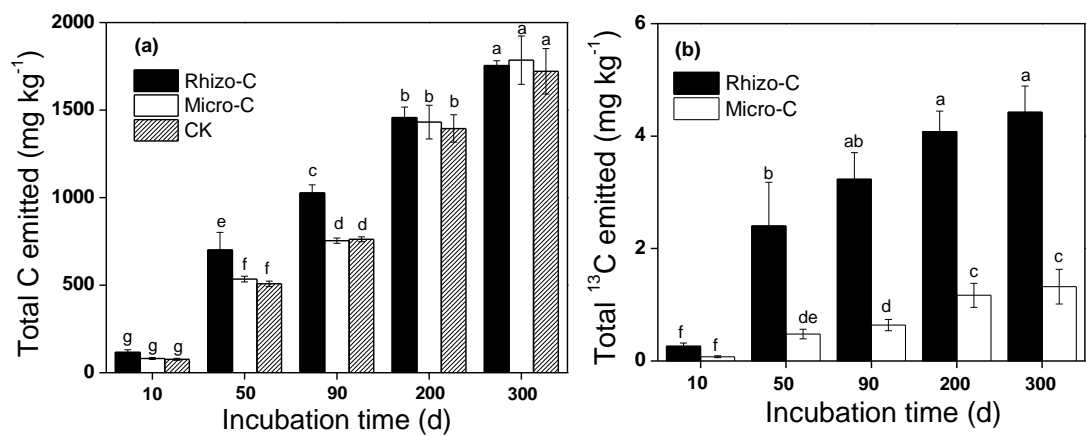 (a)
Rhizo-C
Micro-C
CK
Total C emitted (mg kg⁻¹)
2000
1500
1000
500
0
g g g
e f f
c d d
b b b
a a a
10 50 90 200 300
Incubation time (d)
(b)
Rhizo-C
Micro-C
Total ¹³C emitted (mg kg⁻¹)
6
4
2
0
f f
b de
ab d
a c
a c
10 50 90 200 300
Incubation time (d)